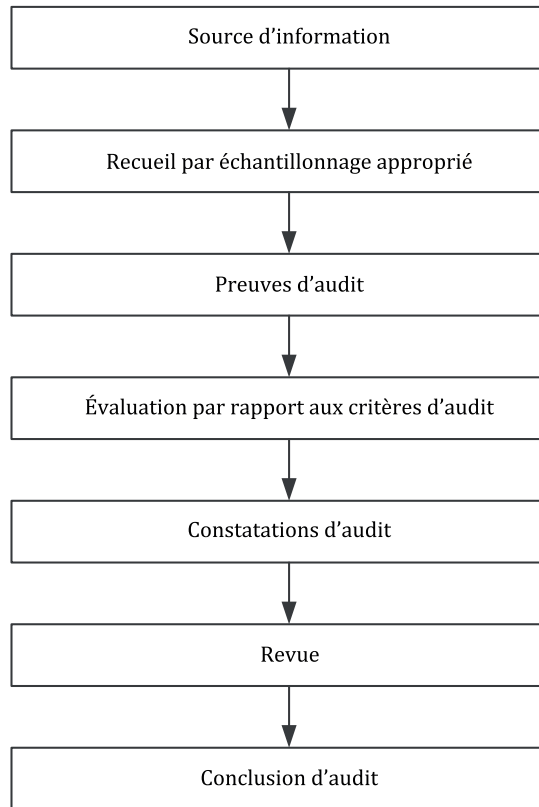 Source d’information
Recueil par échantillonnage approprié
Preuves d’audit
Évaluation par rapport aux critères d’audit
Constatations d’audit
Revue
Conclusion d’audit